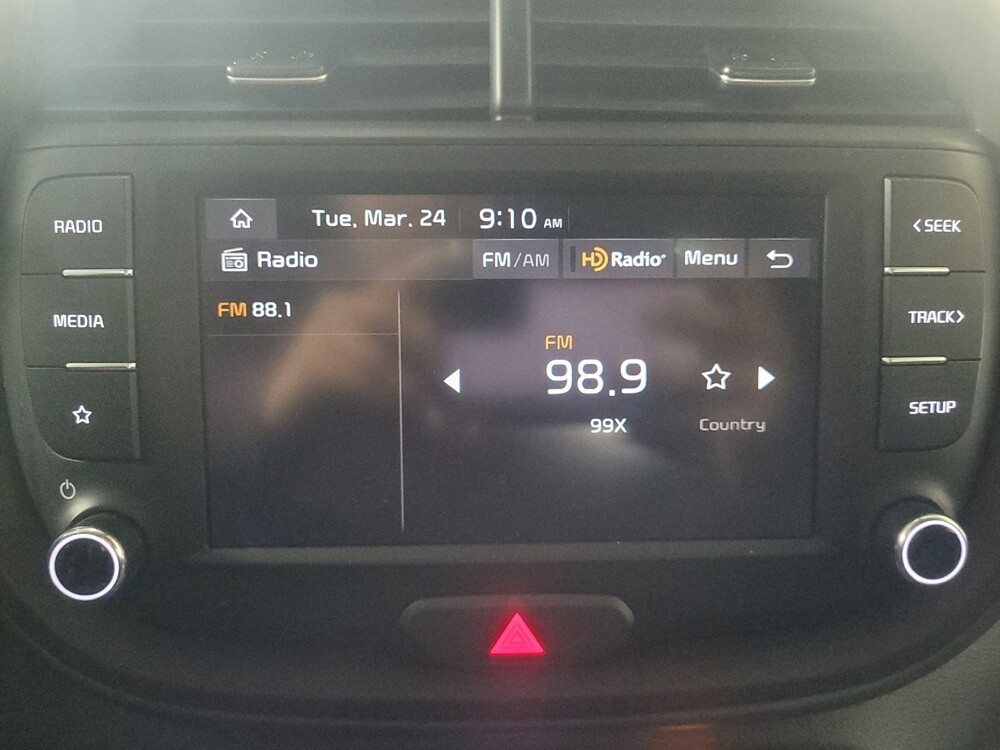 Tue, Mar. 24 9:10 AM
RADIO
<SEEK
Radio FM/AM HD Radio Menu
FM 88.1
MEDIA
TRACK>
FM
98.9
99X Country
SETUP